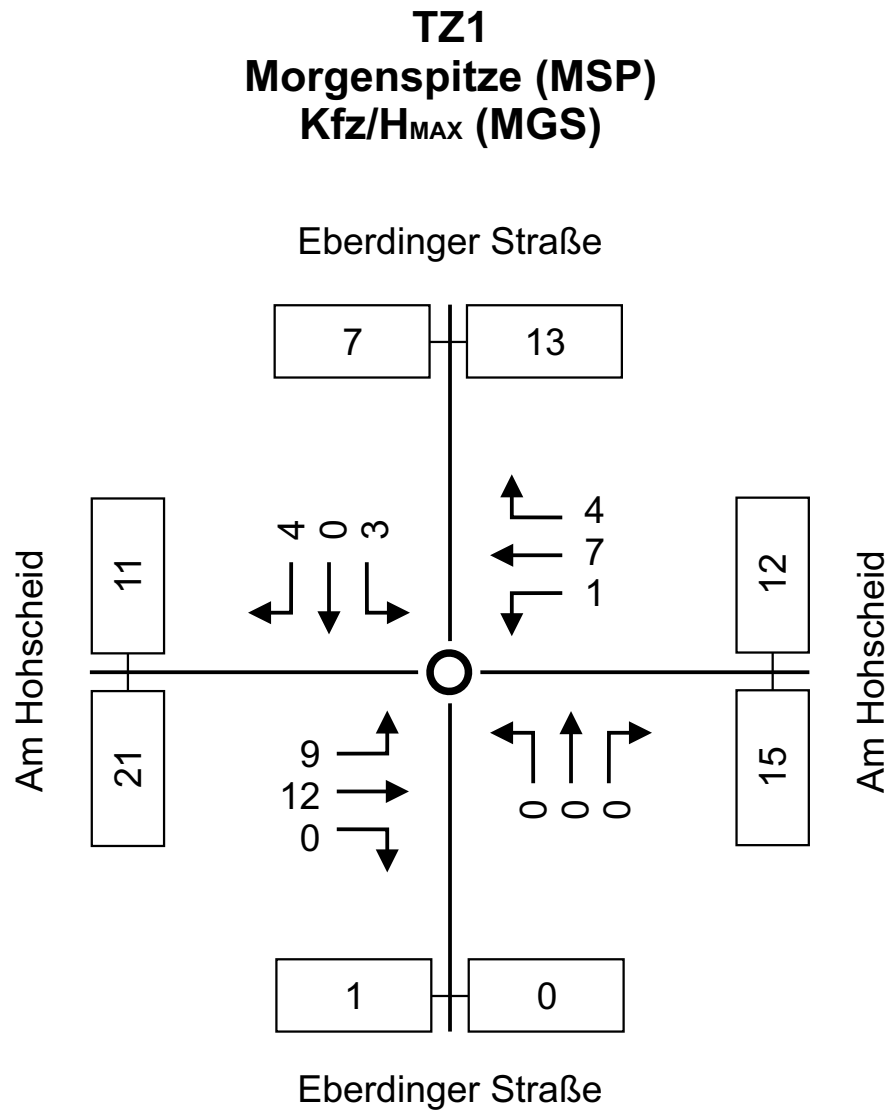 TZ1
Morgenspitze (MSP)
Kfz/HMAX (MGS)
Eberdinger Straße
7
13
4
0
3
4
7
1
Am Hohscheid
11
12
Am Hohscheid
21
15
9
12
0
0
0
0
1
0
Eberdinger Straße